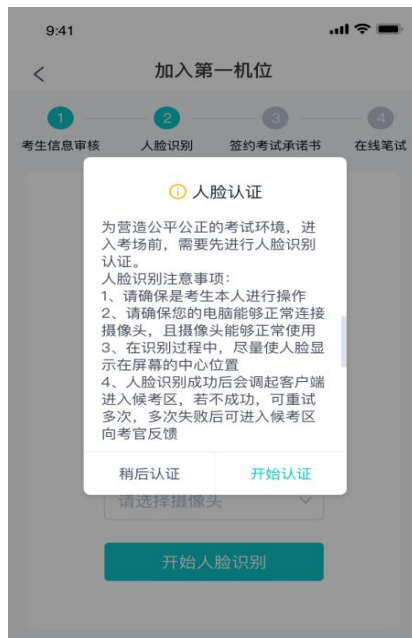 9:41
加入第一机位
1
2
3
4
考生信息审核
人脸识别
签约考试承诺书
在线笔试
人脸认证
为营造公平公正的考试环境，进
入考场前，需要先进行人脸识别
认证。
人脸识别注意事项：
1、请确保是考生本人进行操作
2、请确保您的电脑能够正常连接
摄像头，且摄像头能够正常使用
3、在识别过程中，尽量使人脸显
示在屏幕的中心位置
4、人脸识别成功后会调起客户端
进入候考区，若不成功，可重试
多次，多次失败后可进入候考区
向考官反馈
稍后认证
开始认证
请选择摄像头
开始人脸识别